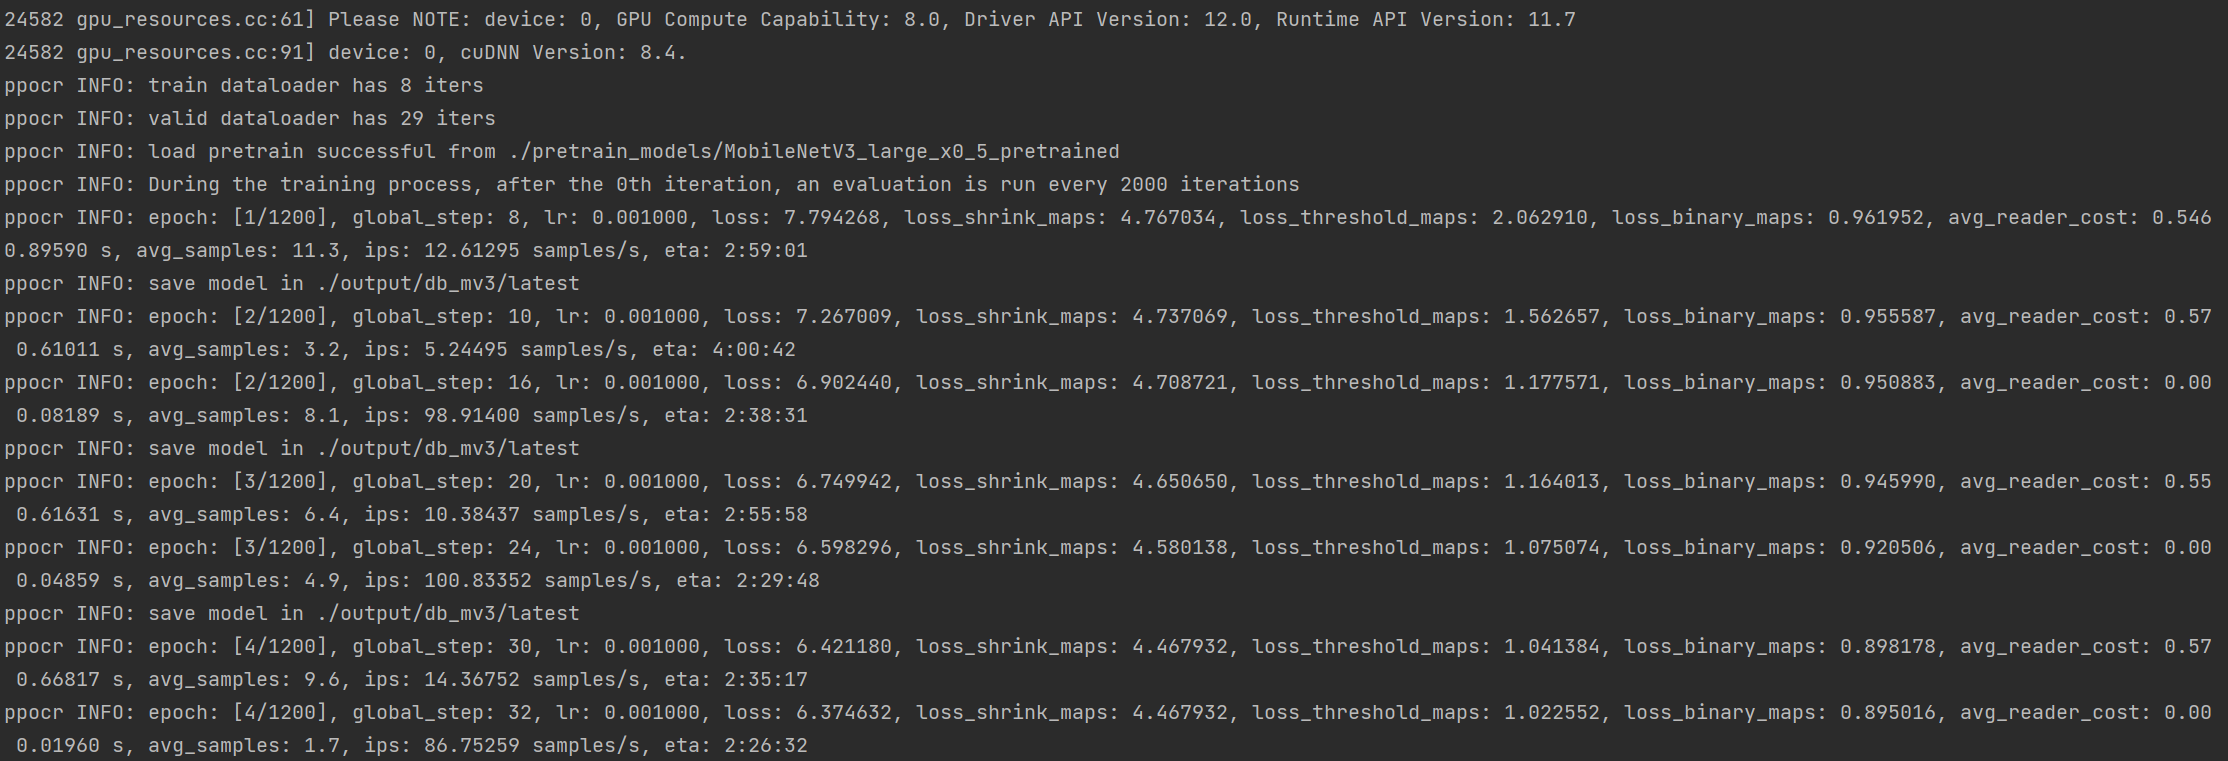 24582 gpu_resources.cc:61] Please NOTE: device: 0, GPU Compute Capability: 8.0, Driver API Version: 12.0, Runtime API Version: 11.7
24582 gpu_resources.cc:91] device: 0, cuDNN Version: 8.4.
ppocr INFO: train dataloader has 8 iters
ppocr INFO: valid dataloader has 29 iters
ppocr INFO: load pretrain successful from ./pretrain_models/MobileNetV3_large_x0_5_pretrained
ppocr INFO: During the training process, after the 0th iteration, an evaluation is run every 2000 iterations
ppocr INFO: epoch: [1/1200], global_step: 8, lr: 0.001000, loss: 7.794268, loss_shrink_maps: 4.767034, loss_threshold_maps: 2.062910, loss_binary_maps: 0.961952, avg_reader_cost: 0.546
0.89590 s, avg_samples: 11.3, ips: 12.61295 samples/s, eta: 2:59:01
ppocr INFO: save model in ./output/db_mv3/latest
ppocr INFO: epoch: [2/1200], global_step: 10, lr: 0.001000, loss: 7.267009, loss_shrink_maps: 4.737069, loss_threshold_maps: 1.562657, loss_binary_maps: 0.955587, avg_reader_cost: 0.57
0.61011 s, avg_samples: 3.2, ips: 5.24495 samples/s, eta: 4:00:42
ppocr INFO: epoch: [2/1200], global_step: 16, lr: 0.001000, loss: 6.902440, loss_shrink_maps: 4.708721, loss_threshold_maps: 1.177571, loss_binary_maps: 0.950883, avg_reader_cost: 0.00
0.08189 s, avg_samples: 8.1, ips: 98.91400 samples/s, eta: 2:38:31
ppocr INFO: save model in ./output/db_mv3/latest
ppocr INFO: epoch: [3/1200], global_step: 20, lr: 0.001000, loss: 6.749942, loss_shrink_maps: 4.650650, loss_threshold_maps: 1.164013, loss_binary_maps: 0.945990, avg_reader_cost: 0.55
0.61631 s, avg_samples: 6.4, ips: 10.38437 samples/s, eta: 2:55:58
ppocr INFO: epoch: [3/1200], global_step: 24, lr: 0.001000, loss: 6.598296, loss_shrink_maps: 4.580138, loss_threshold_maps: 1.075074, loss_binary_maps: 0.920506, avg_reader_cost: 0.00
0.04859 s, avg_samples: 4.9, ips: 100.83352 samples/s, eta: 2:29:48
ppocr INFO: save model in ./output/db_mv3/latest
ppocr INFO: epoch: [4/1200], global_step: 30, lr: 0.001000, loss: 6.421180, loss_shrink_maps: 4.467932, loss_threshold_maps: 1.041384, loss_binary_maps: 0.898178, avg_reader_cost: 0.57
0.66817 s, avg_samples: 9.6, ips: 14.36752 samples/s, eta: 2:35:17
ppocr INFO: epoch: [4/1200], global_step: 32, lr: 0.001000, loss: 6.374632, loss_shrink_maps: 4.467932, loss_threshold_maps: 1.022552, loss_binary_maps: 0.895016, avg_reader_cost: 0.00
0.01960 s, avg_samples: 1.7, ips: 86.75259 samples/s, eta: 2:26:32